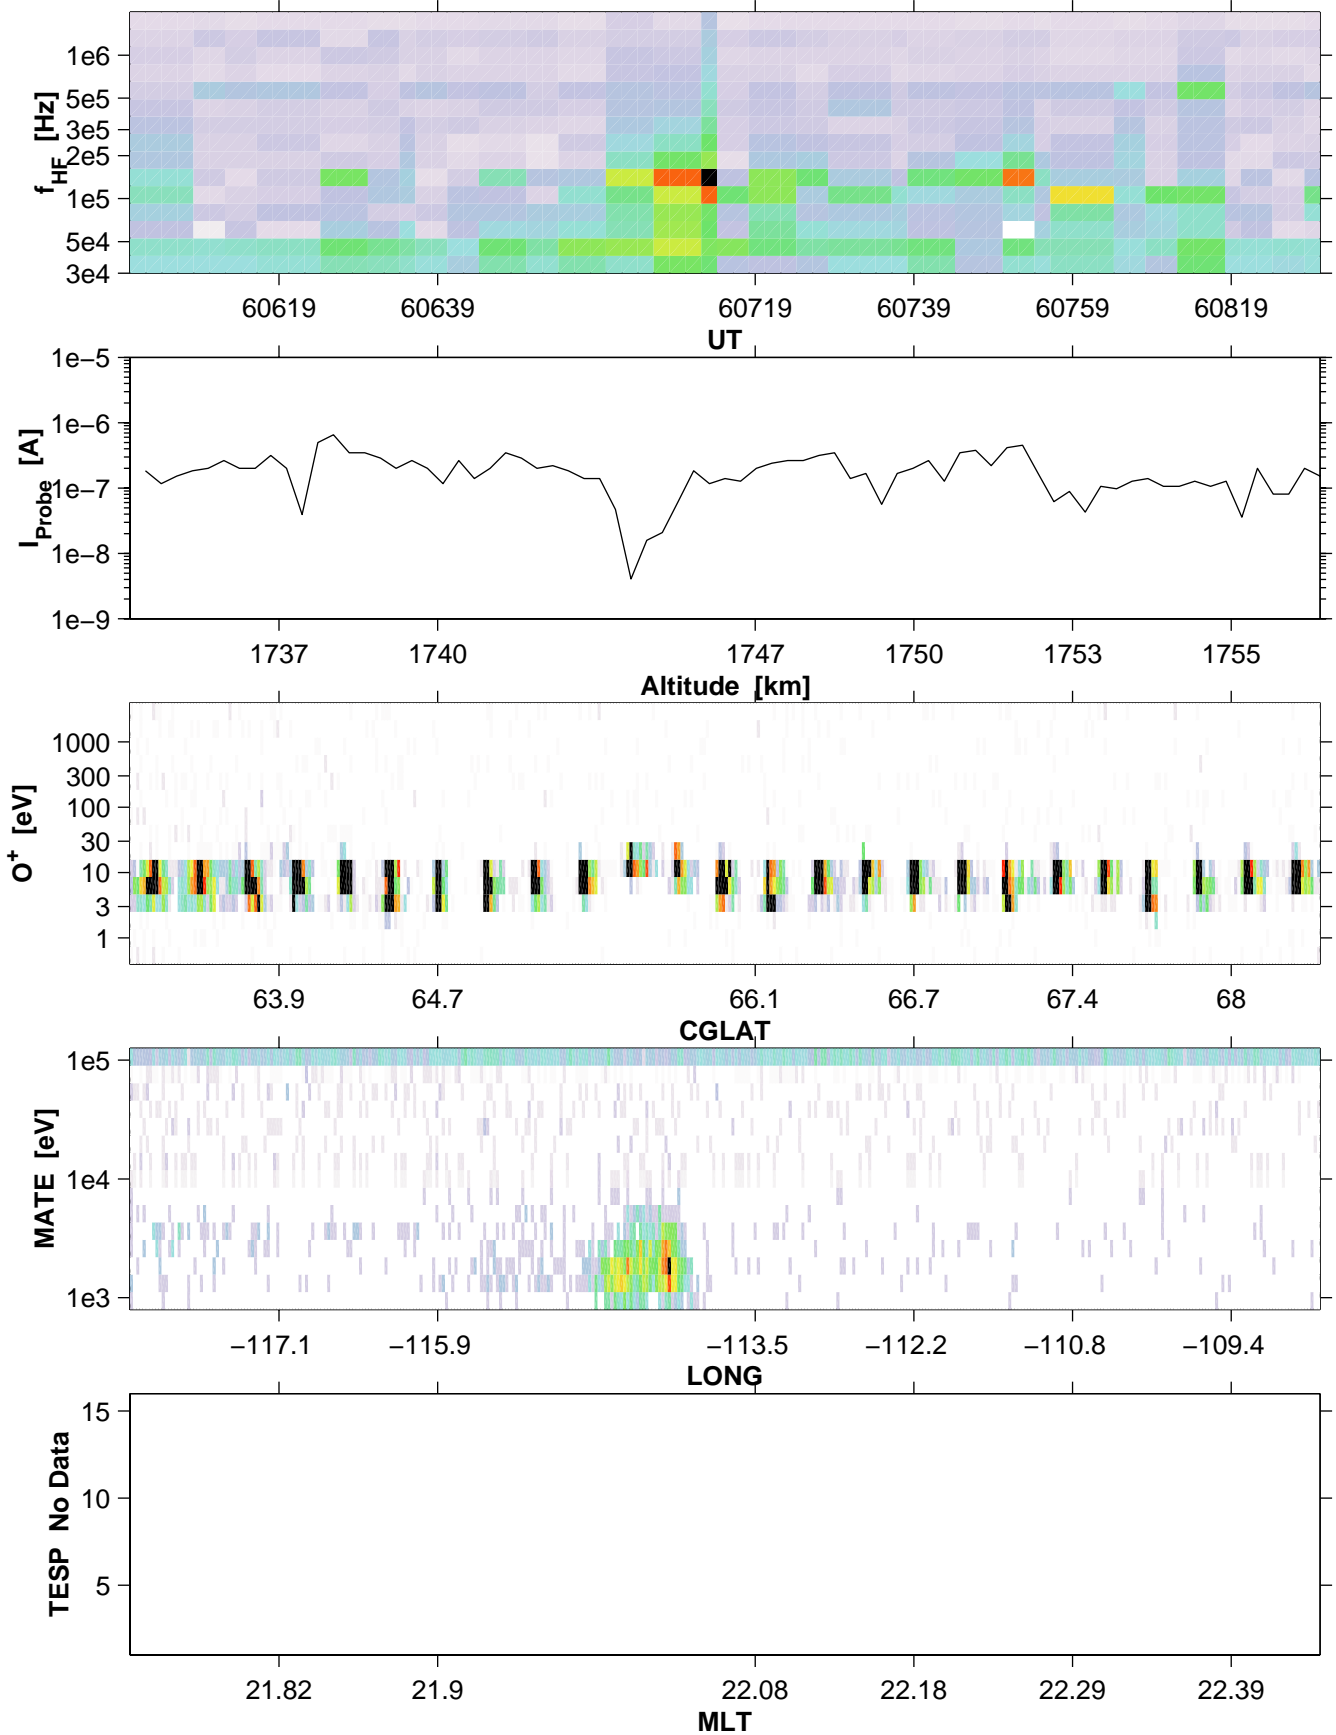 f_HF [Hz]
1e6
5e5
3e5
2e5
1e5
5e4
3e4
60619 60639 60719 60739 60759 60819
UT
I_Probe [A]
1e−5
1e−6
1e−7
1e−8
1e−9
1737 1740 1747 1750 1753 1755
Altitude [km]
O+ [eV]
1000
300
100
30
10
3
1
63.9 64.7 66.1 66.7 67.4 68
CGLAT
MATE [eV]
1e5
1e4
1e3
−117.1 −115.9 −113.5 −112.2 −110.8 −109.4
LONG
TESP No Data
15
10
5
21.82 21.9 22.08 22.18 22.29 22.39
MLT